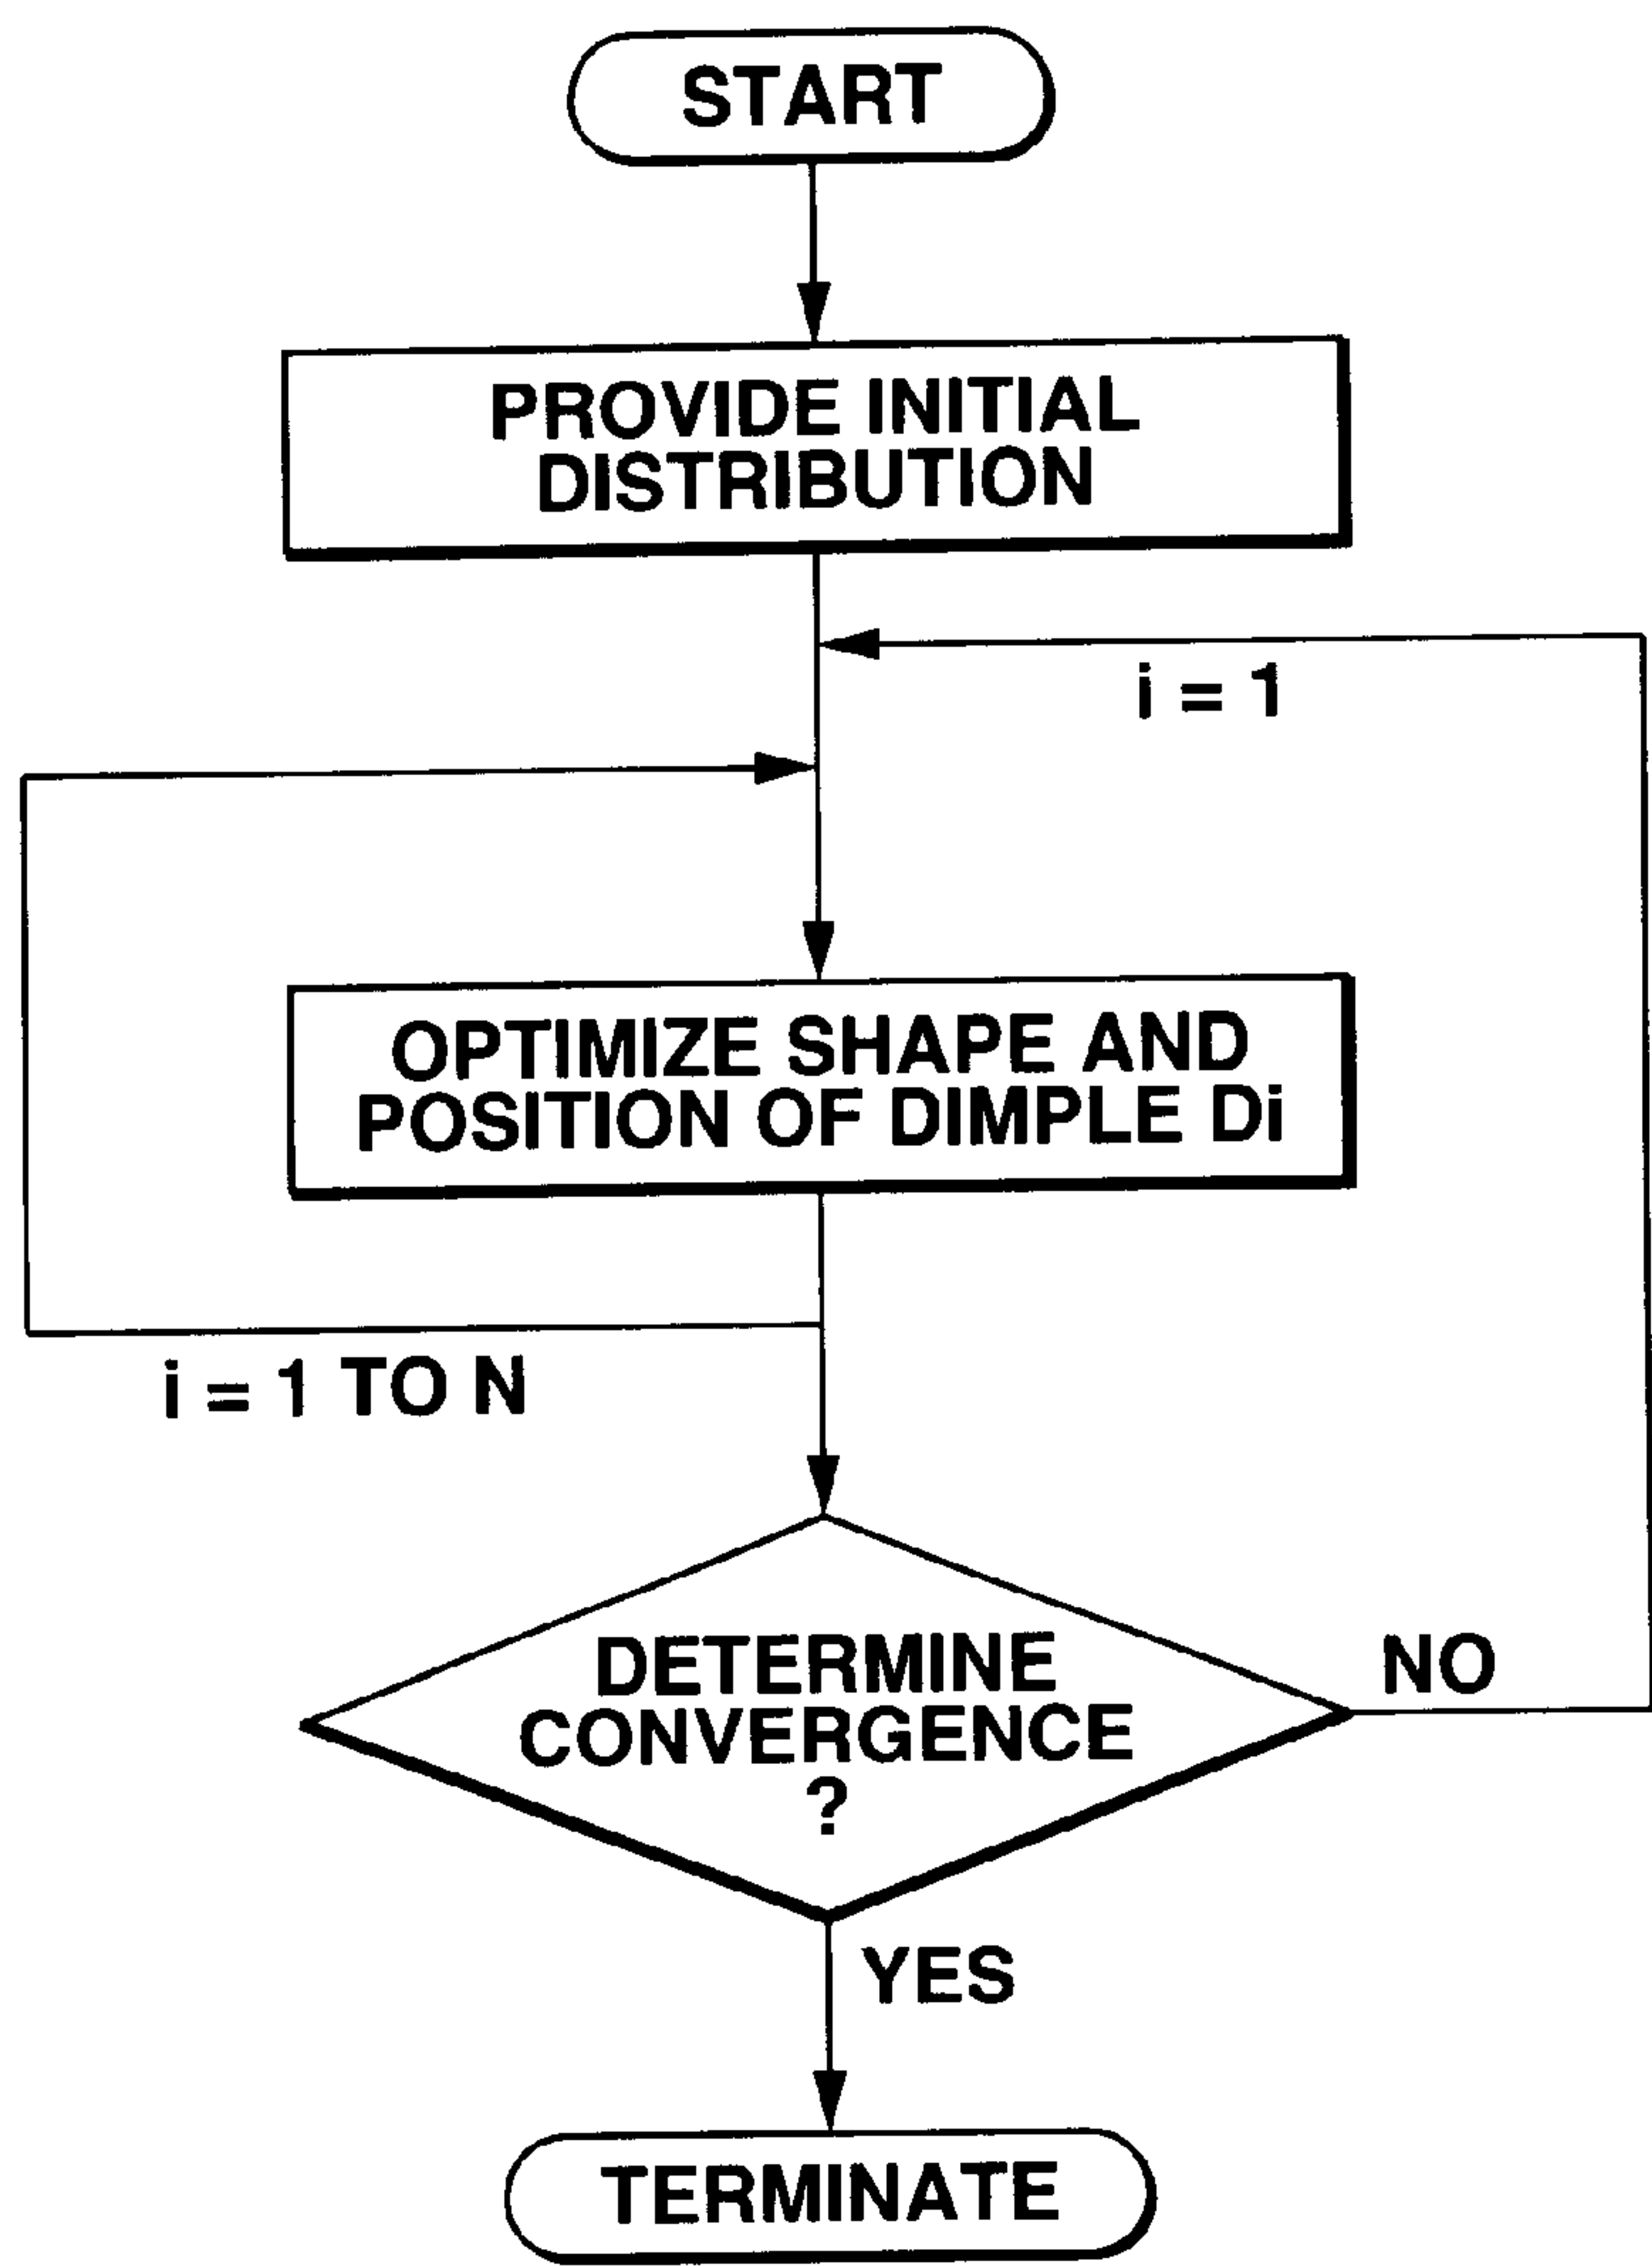 START
PROVIDE INITIAL
DISTRIBUTION
i = 1
OPTIMIZE SHAPE AND
POSITION OF DIMPLE Di
i = 1 TO N
DETERMINE
CONVERGENCE
?
NO
YES
TERMINATE